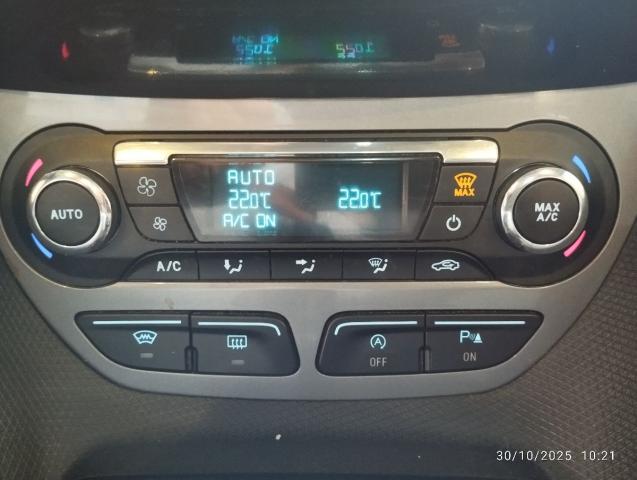 AUTO
22.0°C 22.0°C
A/C ON
MAX
AUTO
MAX
A/C
A/C
A OFF
P ON
30/10/2025 10:21